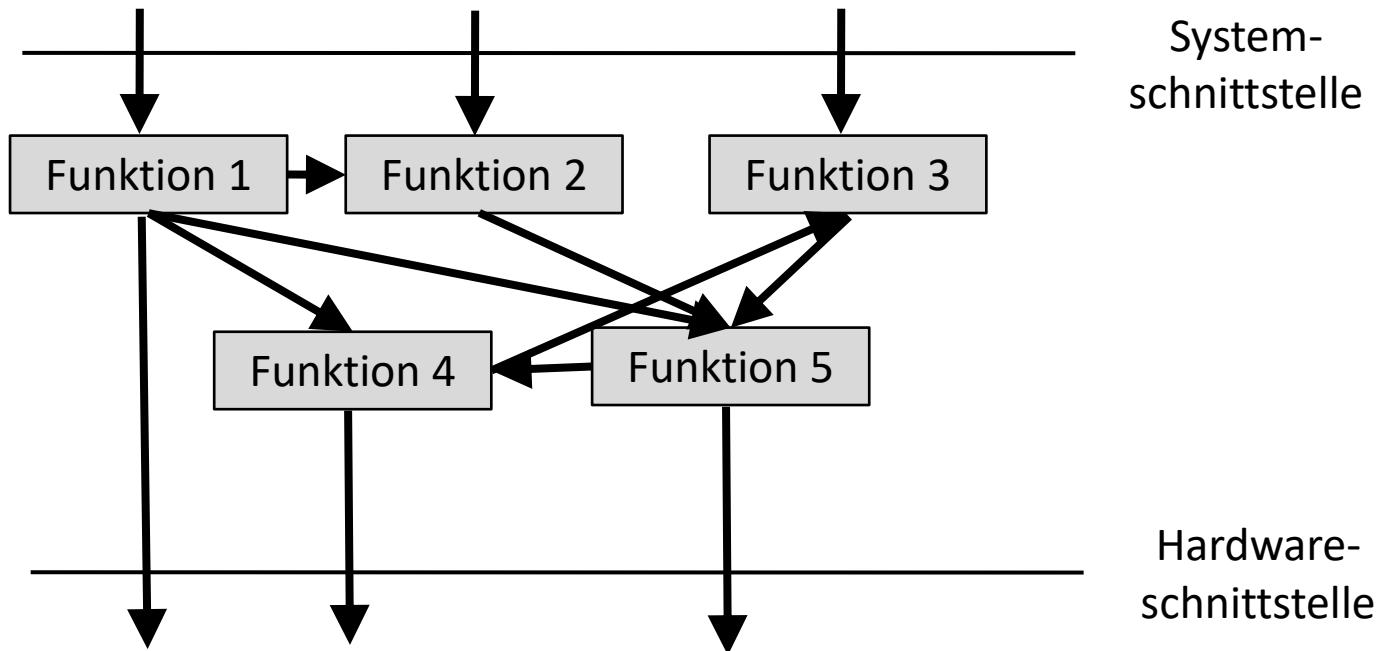 System-
schnittstelle
Funktion 1
Funktion 2
Funktion 3
Funktion 4
Funktion 5
Hardware-
schnittstelle